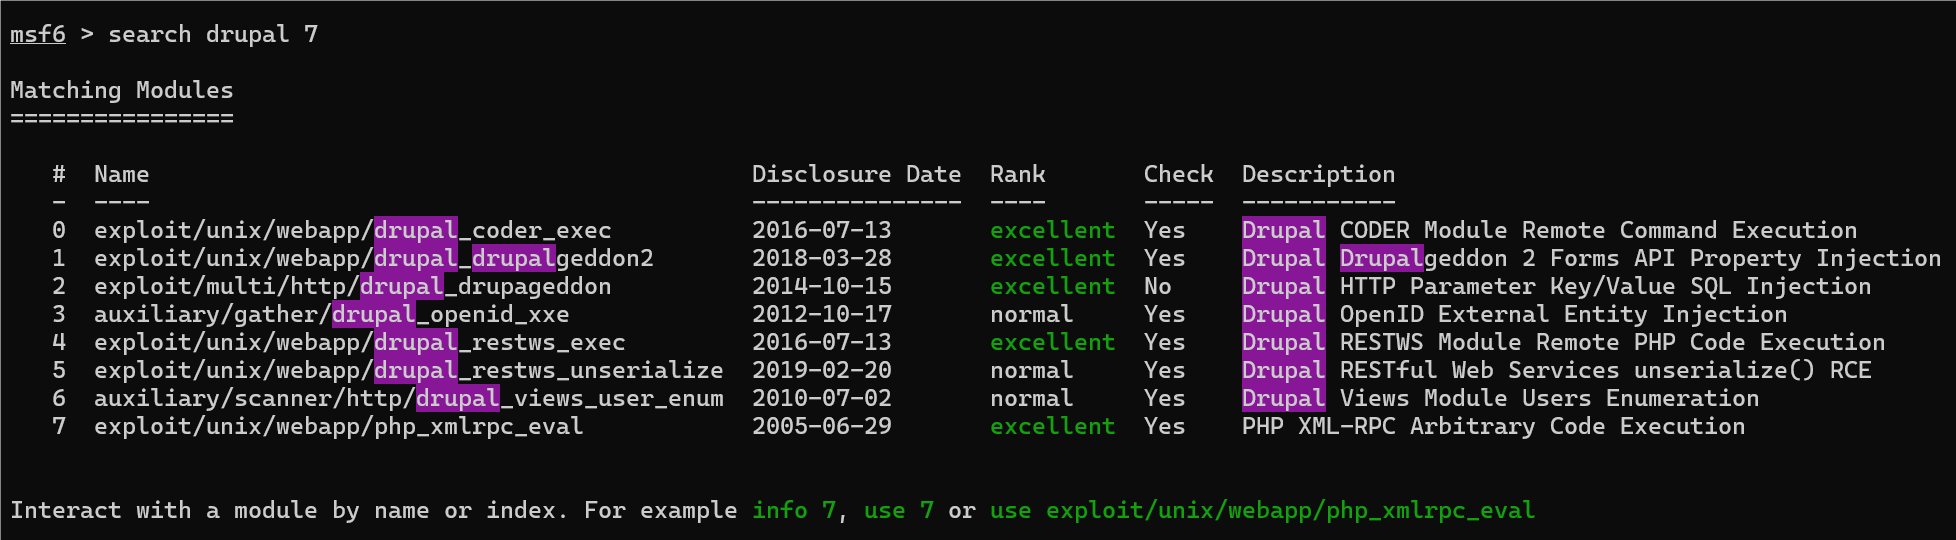 msf6 > search drupal 7
Matching Modules
================
# Name Disclosure Date Rank Check Description
- ---- --------------- ---- ----- -----------
0 exploit/unix/webapp/drupal_coder_exec 2016-07-13 excellent Yes Drupal CODER Module Remote Command Execution
1 exploit/unix/webapp/drupal_drupalgeddon2 2018-03-28 excellent Yes Drupal Drupalgeddon 2 Forms API Property Injection
2 exploit/multi/http/drupal_drupageddon 2014-10-15 excellent No Drupal HTTP Parameter Key/Value SQL Injection
3 auxiliary/gather/drupal_openid_xxe 2012-10-17 normal Yes Drupal OpenID External Entity Injection
4 exploit/unix/webapp/drupal_restws_exec 2016-07-13 excellent Yes Drupal RESTWS Module Remote PHP Code Execution
5 exploit/unix/webapp/drupal_restws_unserialize 2019-02-20 normal Yes Drupal RESTful Web Services unserialize() RCE
6 auxiliary/scanner/http/drupal_views_user_enum 2010-07-02 normal Yes Drupal Views Module Users Enumeration
7 exploit/unix/webapp/php_xmlrpc_eval 2005-06-29 excellent Yes PHP XML-RPC Arbitrary Code Execution
Interact with a module by name or index. For example info 7, use 7 or use exploit/unix/webapp/php_xmlrpc_eval